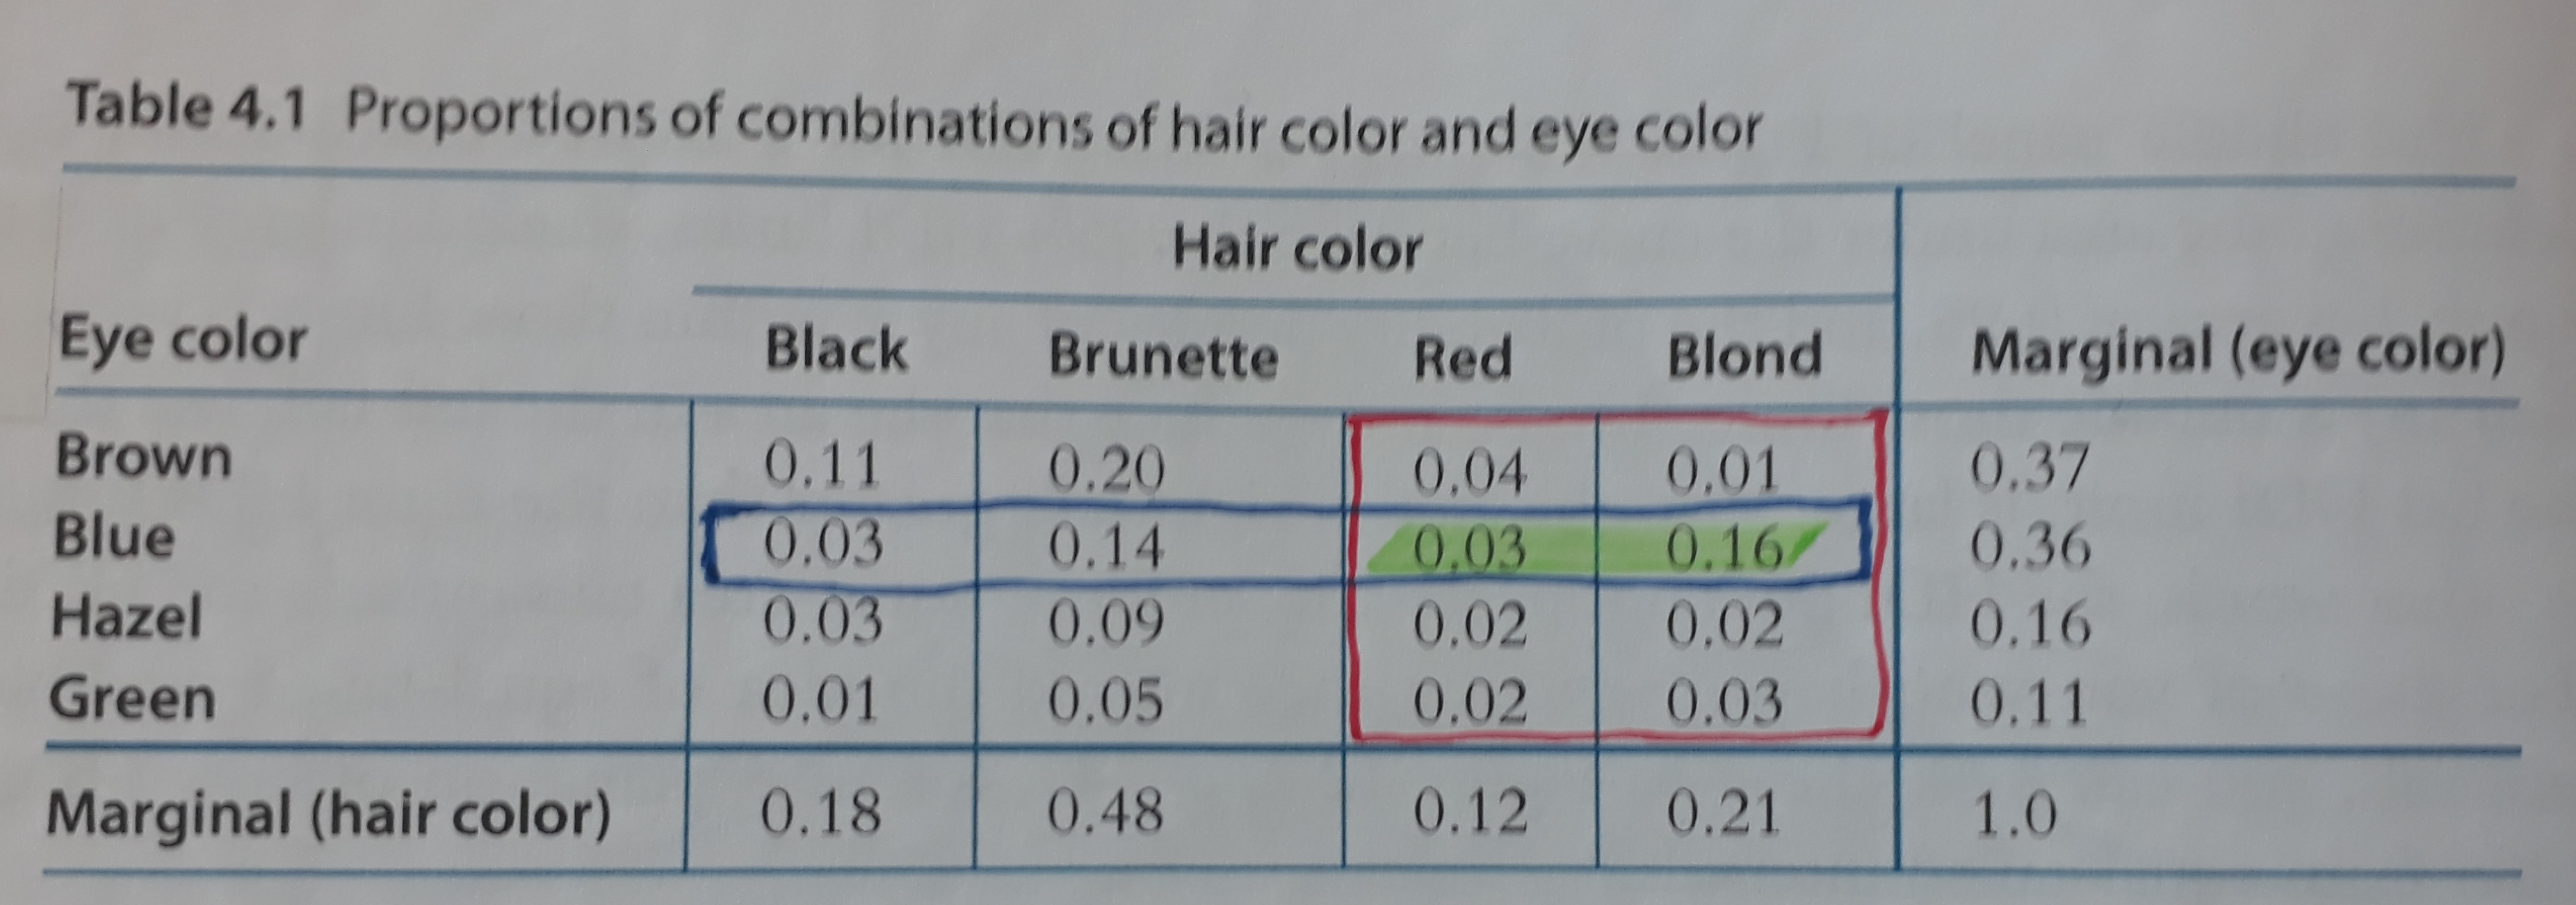 Table 4.1 Proportions of combinations of hair color and eye color
Hair color
Eye color Black Brunette Red Blond Marginal (eye color)
Brown 0.11 0.20 0.04 0.01 0.37
Blue 0.03 0.14 0.03 0.16 0.36
Hazel 0.03 0.09 0.02 0.02 0.16
Green 0.01 0.05 0.02 0.03 0.11
Marginal (hair color) 0.18 0.48 0.12 0.21 1.0